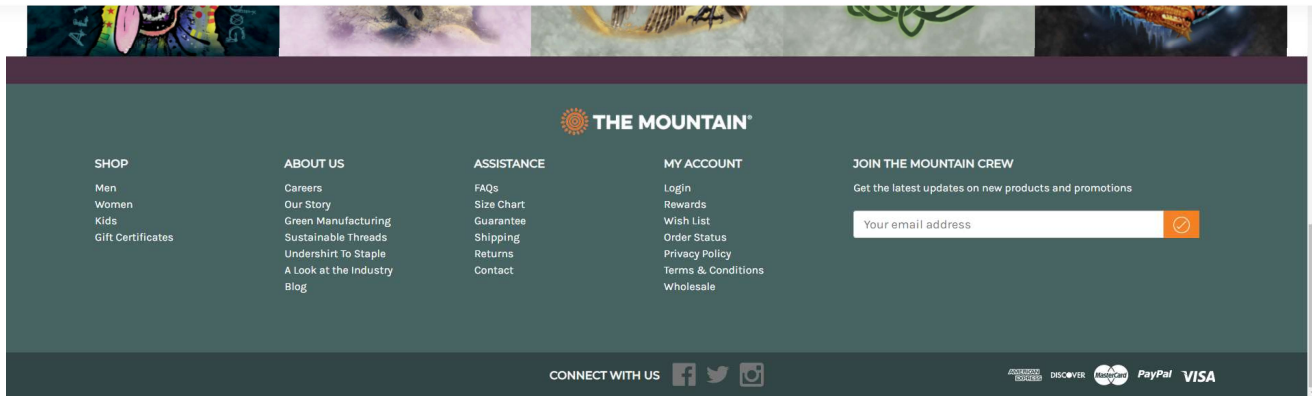 THE MOUNTAIN®
SHOP
Men
Women
Kids
Gift Certificates
ABOUT US
Careers
Our Story
Green Manufacturing
Sustainable Threads
Undershirt To Staple
A Look at the Industry
Blog
ASSISTANCE
FAQs
Size Chart
Guarantee
Shipping
Returns
Contact
MY ACCOUNT
Login
Rewards
Wish List
Order Status
Privacy Policy
Terms & Conditions
Wholesale
JOIN THE MOUNTAIN CREW
Get the latest updates on new products and promotions
Your email address
CONNECT WITH US
AMERICAN EXPRESS DISCOVER MasterCard PayPal VISA